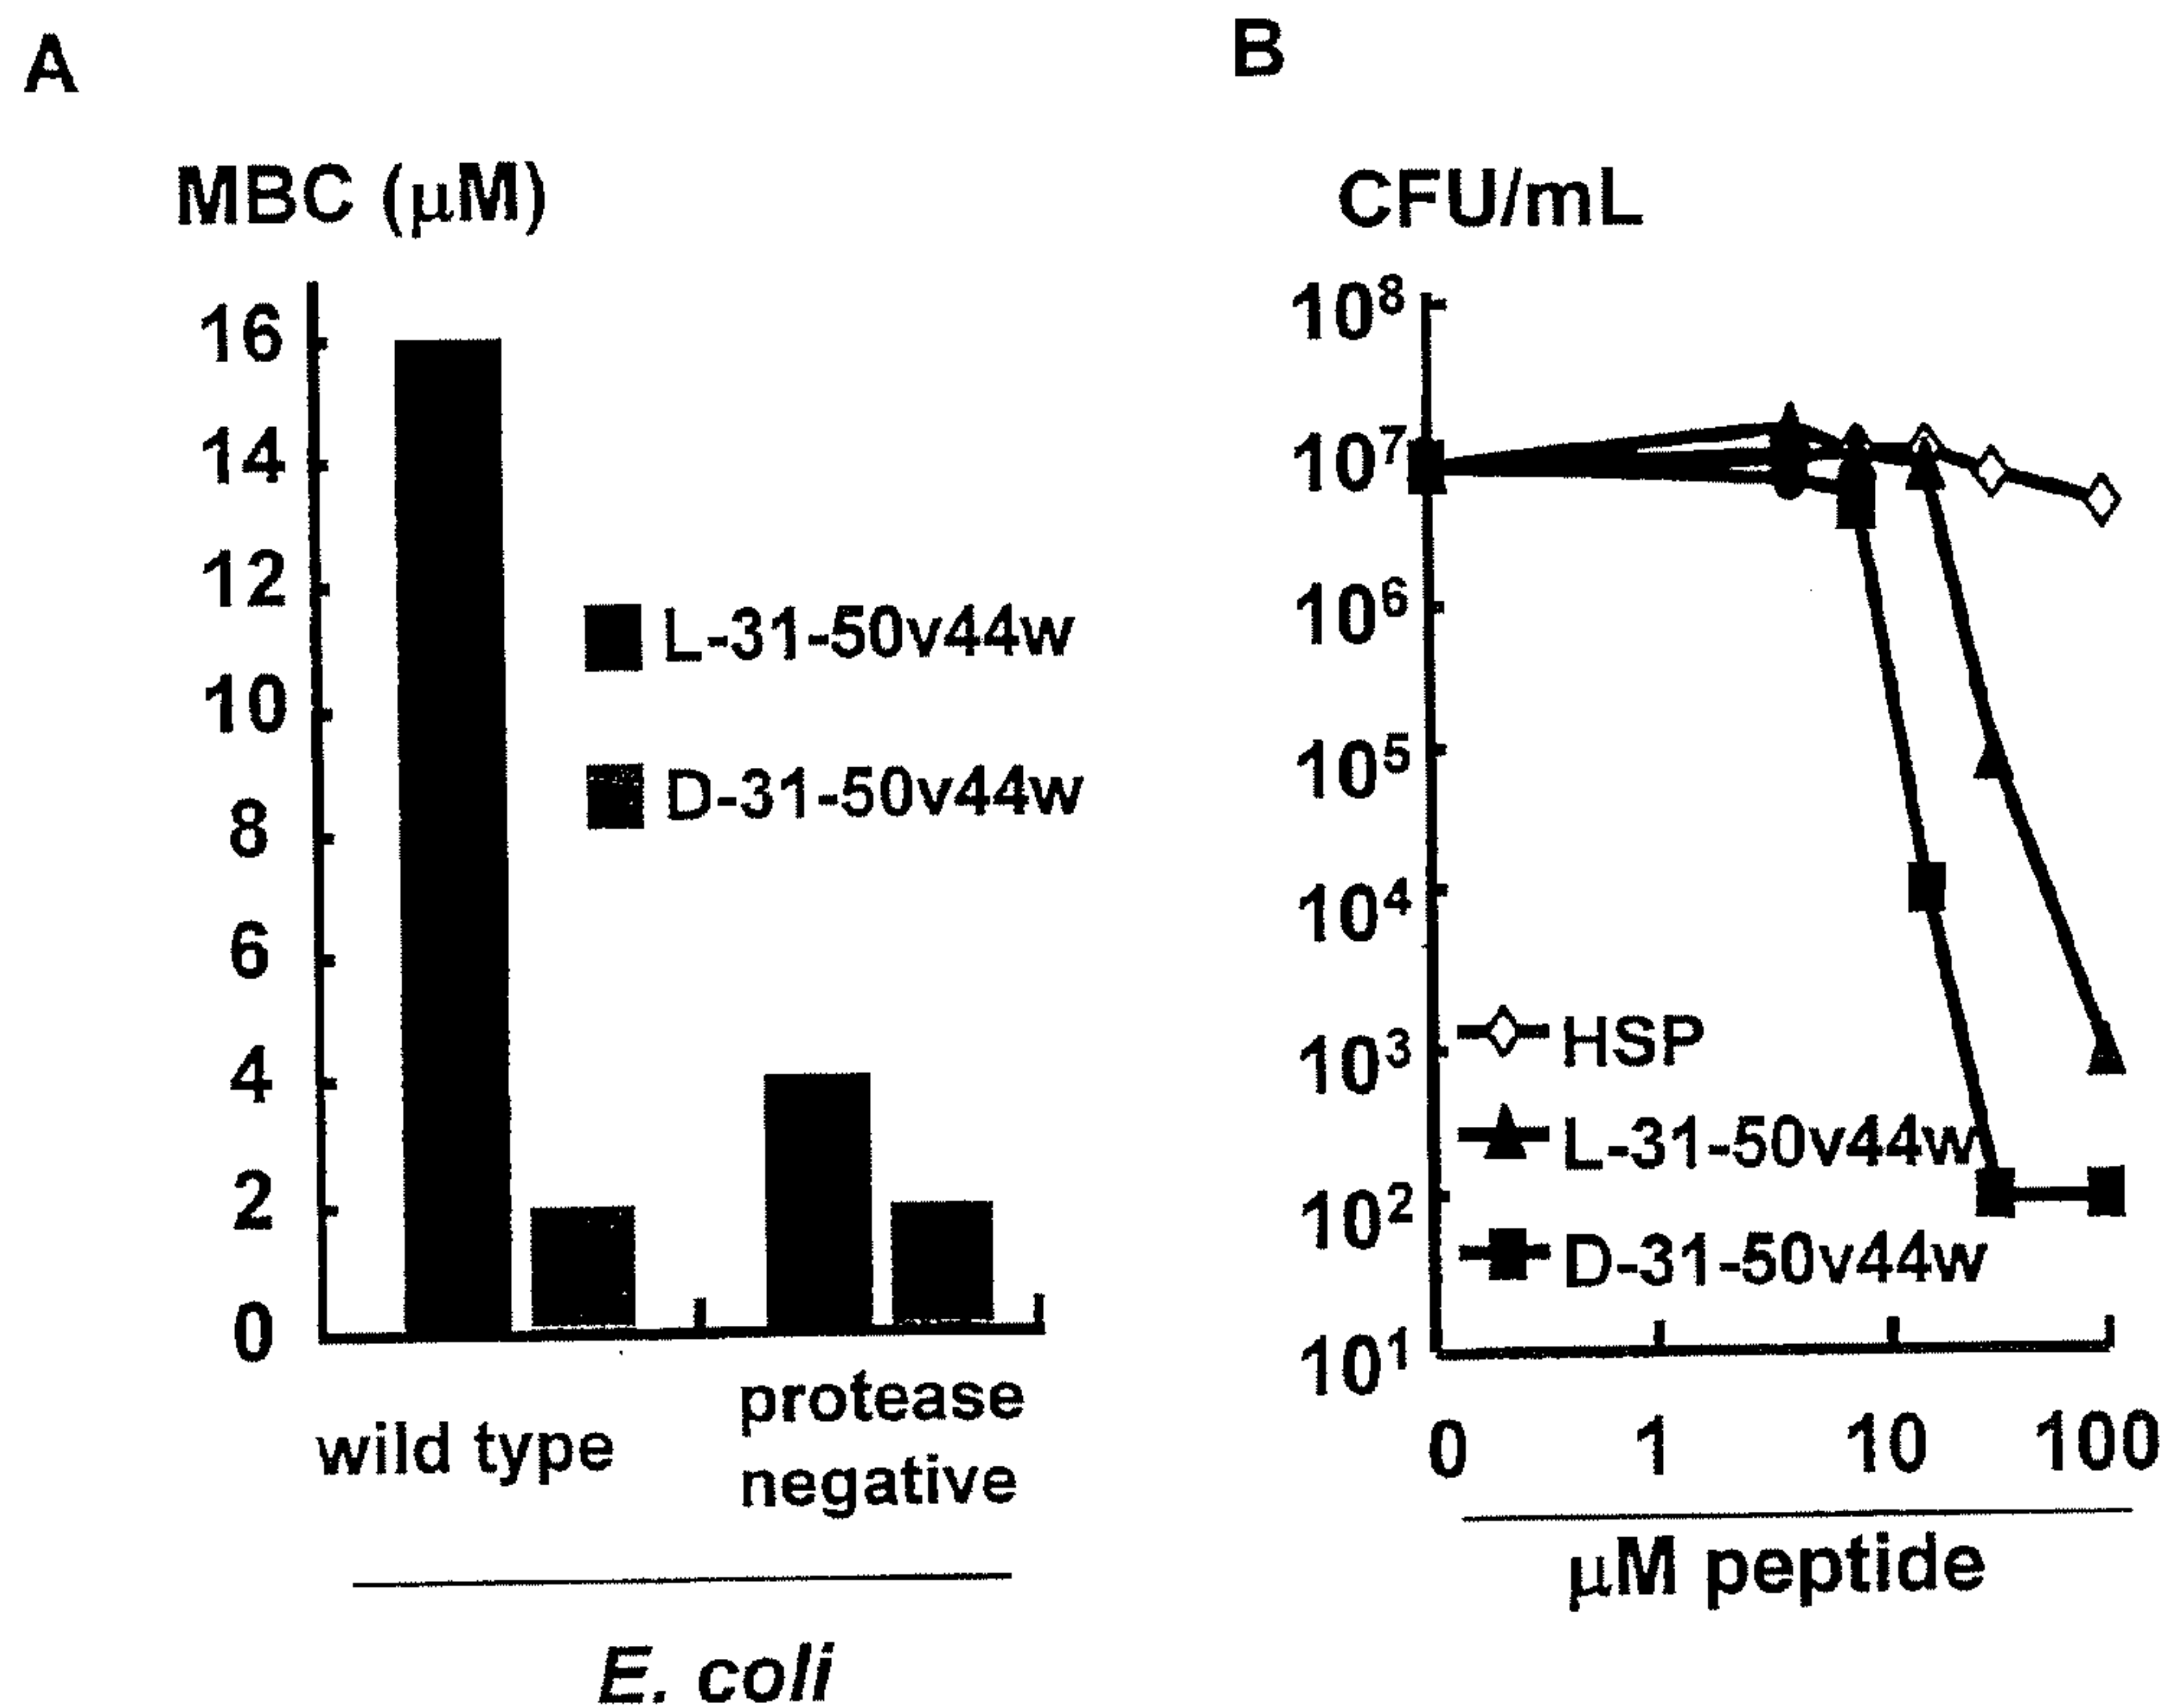 A
MBC (μM)
16
14
12
10
8
6
4
2
0
L-31-50v44w
D-31-50v44w
wild type
protease
negative
E. coli
B
CFU/mL
10⁸
10⁷
10⁶
10⁵
10⁴
10³
10²
10¹
HSP
L-31-50v44w
D-31-50v44w
0 1 10 100
μM peptide